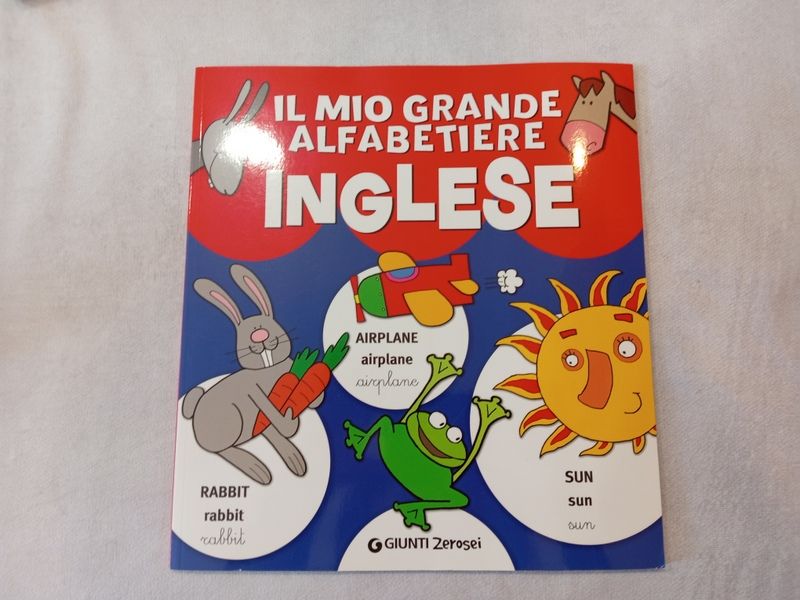 IL MIO GRANDE
ALFABETIERE
INGLESE
AIRPLANE
airplane
airplane
RABBIT
rabbit
rabbit
SUN
sun
sun
GIUNTI Zerosei